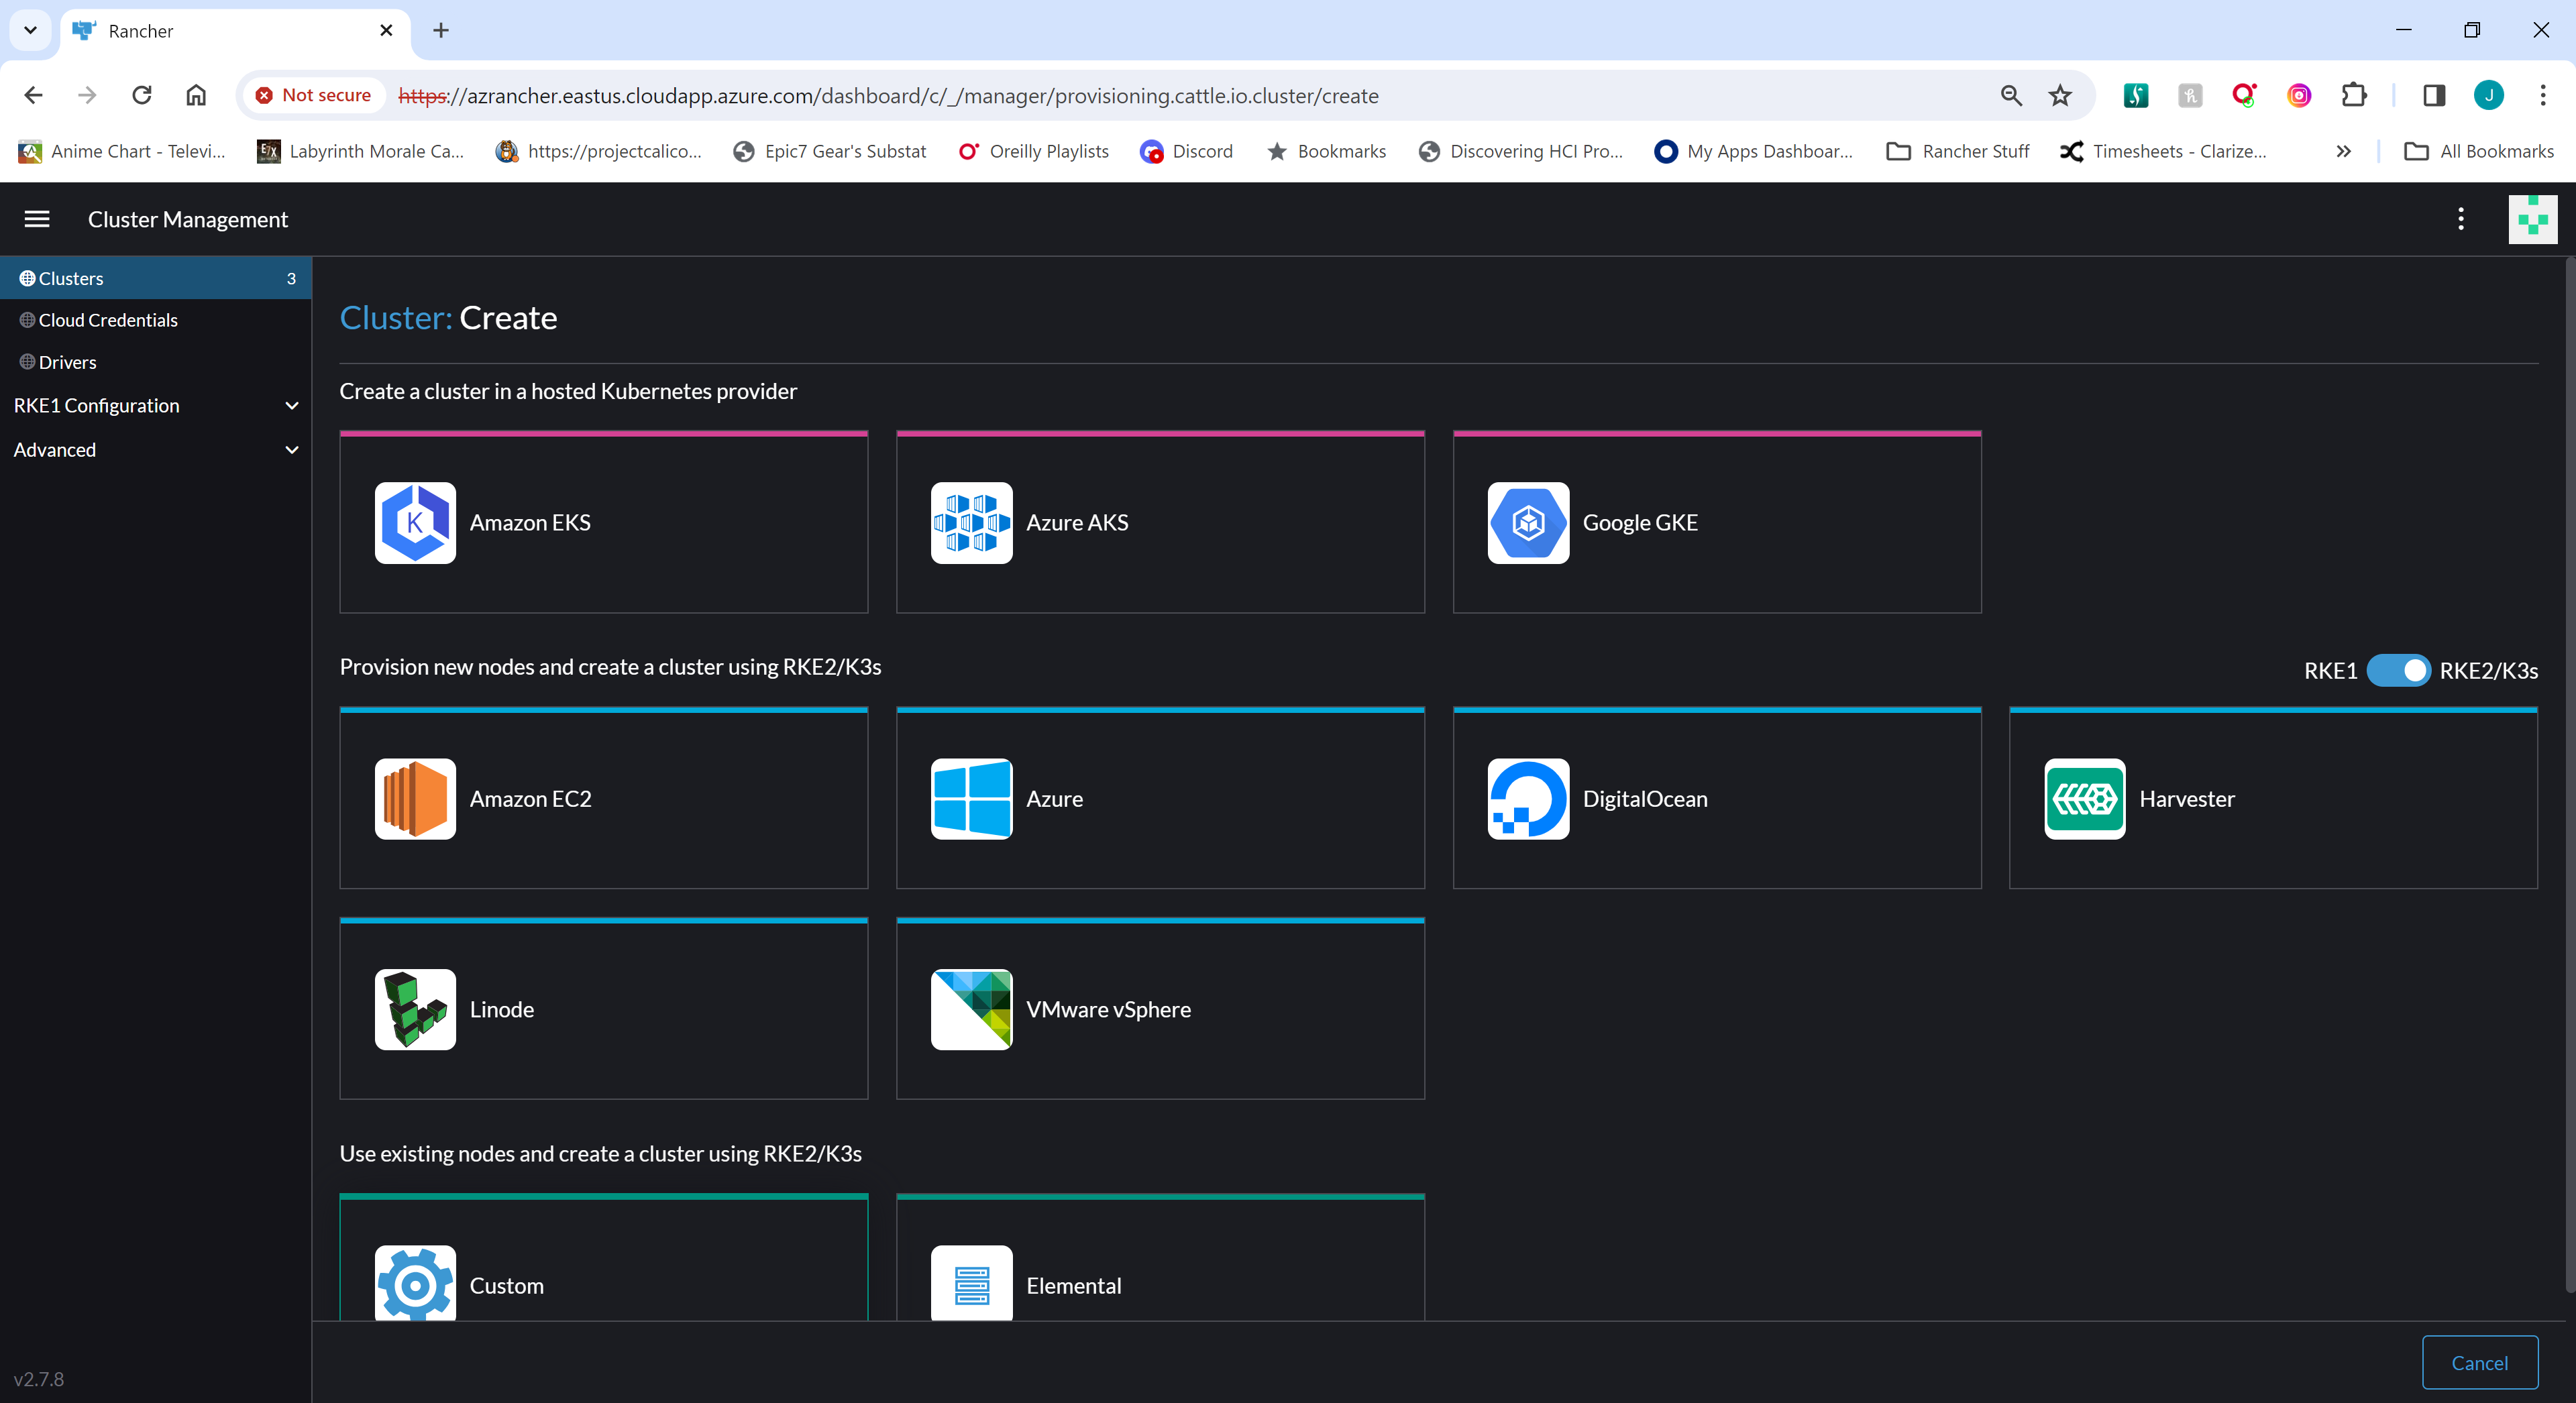 Rancher
Not secure
https://azrancher.eastus.cloudapp.azure.com/dashboard/c/_/manager/provisioning.cattle.io.cluster/create
J
Anime Chart - Televi...
E7X
Labyrinth Morale Ca...
https://projectcalico...
Epic7 Gear's Substat
Oreilly Playlists
Discord
Bookmarks
Discovering HCI Pro...
My Apps Dashboar...
Rancher Stuff
Timesheets - Clarize...
All Bookmarks
Cluster Management
Clusters 3
Cloud Credentials
Drivers
RKE1 Configuration
Advanced
v2.7.8
Cluster: Create
Create a cluster in a hosted Kubernetes provider
K
Amazon EKS
Azure AKS
Google GKE
Provision new nodes and create a cluster using RKE2/K3s
RKE1 RKE2/K3s
Amazon EC2
Azure
DigitalOcean
Harvester
Linode
VMware vSphere
Use existing nodes and create a cluster using RKE2/K3s
Custom
Elemental
Cancel